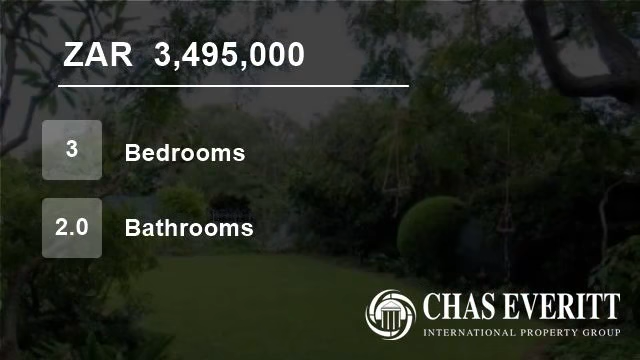 ZAR 3,495,000
3
Bedrooms
2.0
Bathrooms
CHAS EVERITT
INTERNATIONAL PROPERTY GROUP